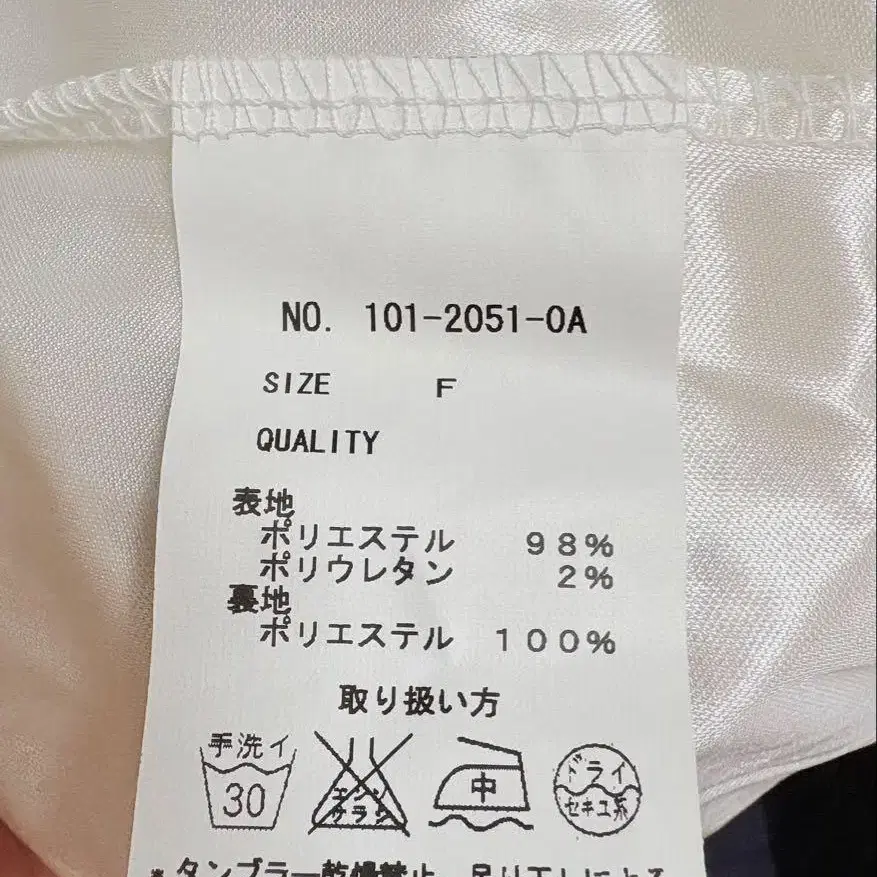 NO. 101-2051-0A
SIZE F
QUALITY
表地
ポリエステル 98%
ポリウレタン 2%
裏地
ポリエステル 100%
取り扱い方
手洗イ
30
エンソ
サラシ
中
ドライ
セキユ系
*タンブラー乾燥禁止